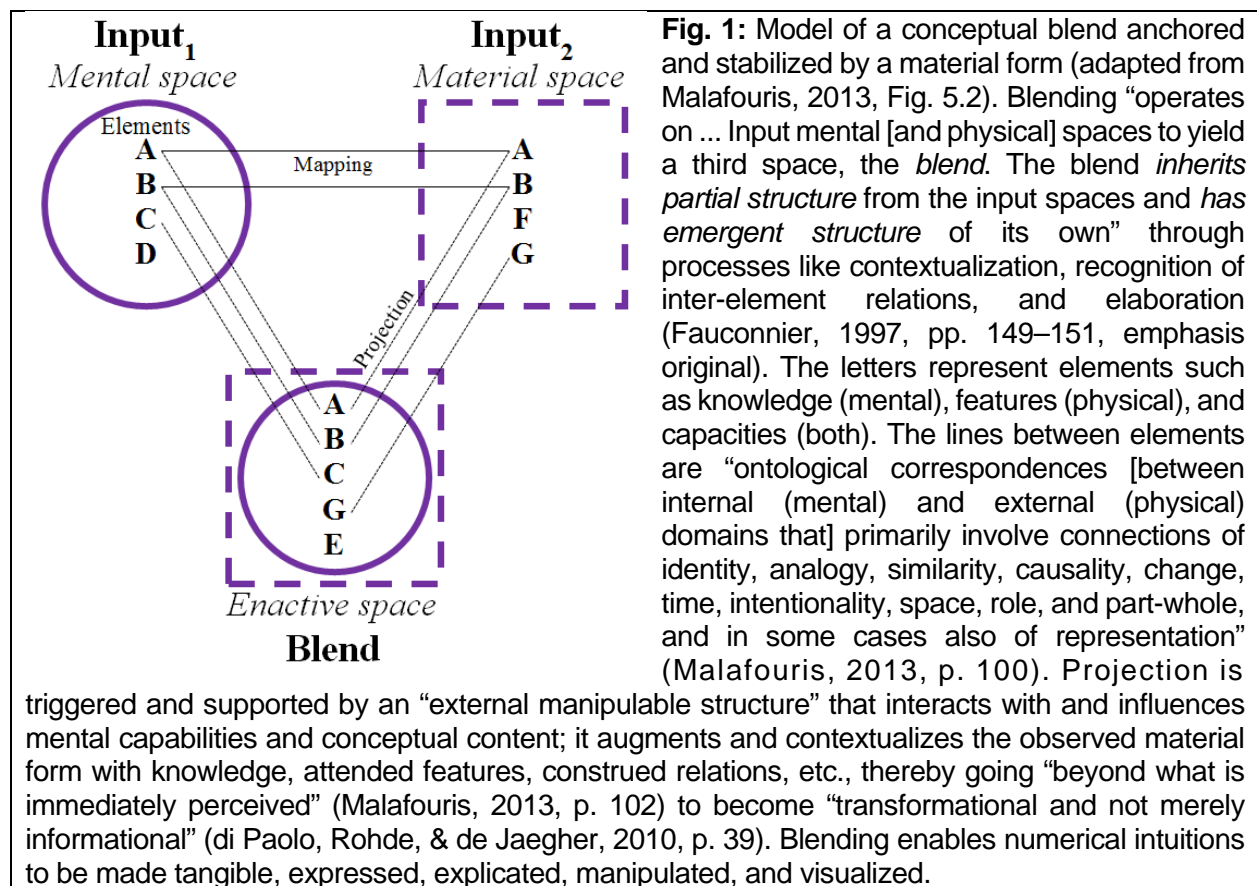 Input1
Mental space
Elements
A
B
C
D
Mapping
Input2
Material space
A
B
F
G
Projection
A
B
C
G
E
Enactive space
Blend
Fig. 1: Model of a conceptual blend anchored
and stabilized by a material form (adapted from
Malafouris, 2013, Fig. 5.2). Blending “operates
on ... Input mental [and physical] spaces to yield
a third space, the blend. The blend inherits
partial structure from the input spaces and has
emergent structure of its own” through
processes like contextualization, recognition of
inter-element relations, and elaboration
(Fauconnier, 1997, pp. 149–151, emphasis
original). The letters represent elements such
as knowledge (mental), features (physical), and
capacities (both). The lines between elements
are “ontological correspondences [between
internal (mental) and external (physical)
domains that] primarily involve connections of
identity, analogy, similarity, causality, change,
time, intentionality, space, role, and part-whole,
and in some cases also of representation”
(Malafouris, 2013, p. 100). Projection is
triggered and supported by an “external manipulable structure” that interacts with and influences
mental capabilities and conceptual content; it augments and contextualizes the observed material
form with knowledge, attended features, construed relations, etc., thereby going “beyond what is
immediately perceived” (Malafouris, 2013, p. 102) to become “transformational and not merely
informational” (di Paolo, Rohde, & de Jaegher, 2010, p. 39). Blending enables numerical intuitions
to be made tangible, expressed, explicated, manipulated, and visualized.